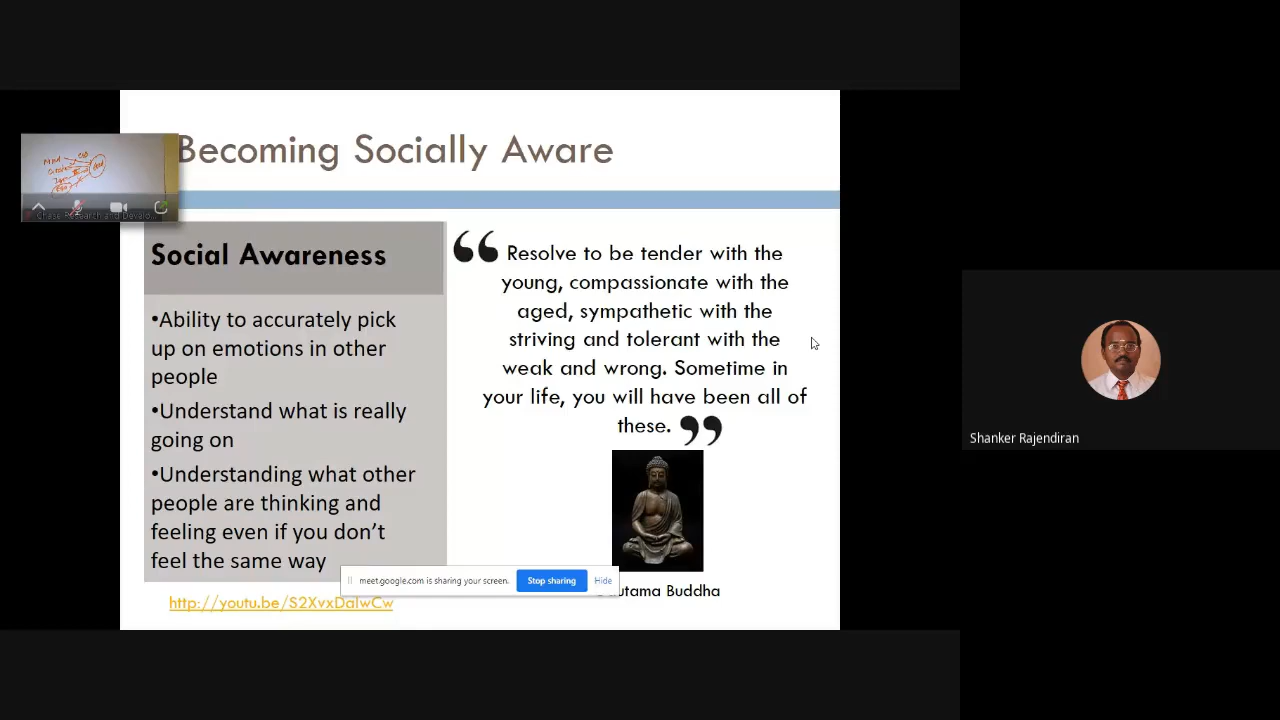 Becoming Socially Aware
Chase Research and Develo...
Social Awareness
•Ability to accurately pick
up on emotions in other
people
•Understand what is really
going on
•Understanding what other
people are thinking and
feeling even if you don't
feel the same way
http://youtu.be/S2XvxDalwCw
“ Resolve to be tender with the
young, compassionate with the
aged, sympathetic with the
striving and tolerant with the
weak and wrong. Sometime in
your life, you will have been all of
these. ”
utama Buddha
meet.google.com is sharing your screen. Stop sharing Hide
Shanker Rajendiran